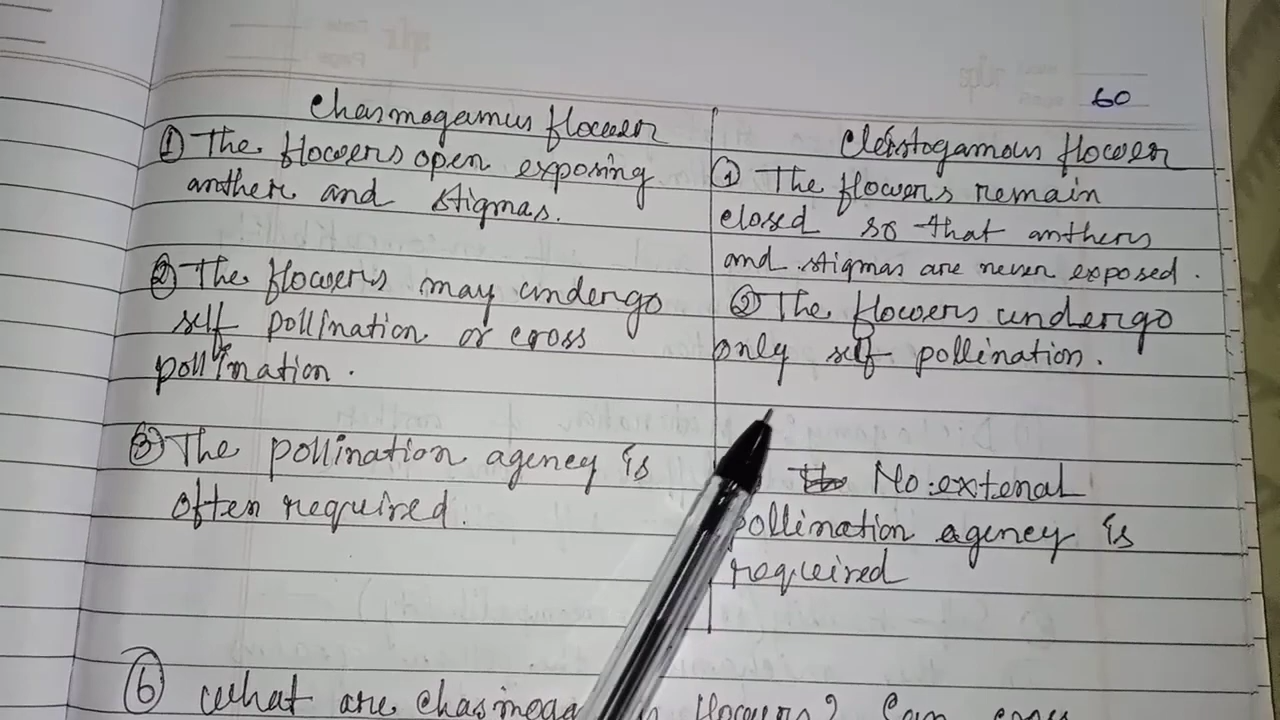 60
Chasmogamus flower
① The flowers open exposing
anther and stigmas.
② The flowers may undergo
self pollination or cross
pollination.
③ The pollination agency is
often required.
Cleistogamous flower
① The flowers remain
closed so that anthers
and stigmas are never exposed.
② The flowers undergo
only self pollination.
No extenal
pollination agency is
required
⑥ What are flowers? Can cross